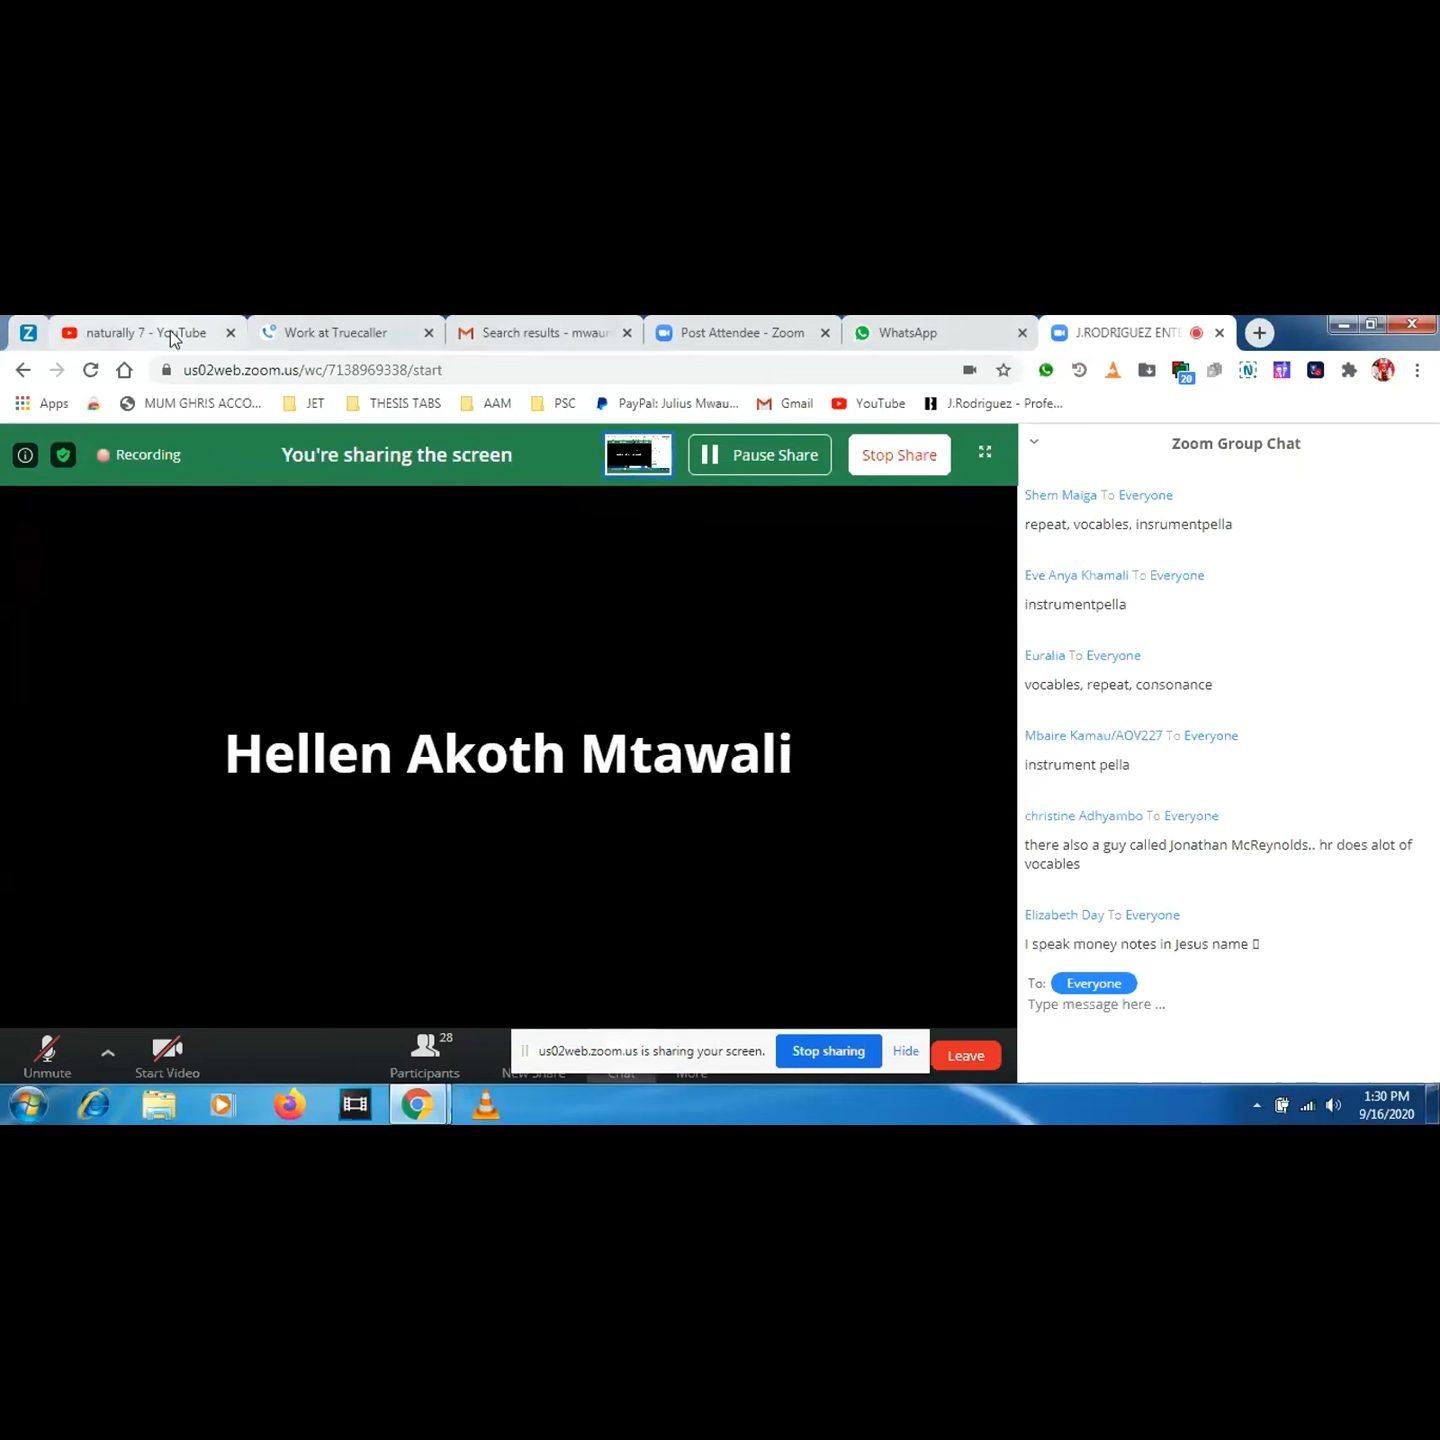 naturally 7 - YouTube
Work at Truecaller
Search results - mwaur
Post Attendee - Zoom
WhatsApp
J.RODRIGUEZ ENTE
us02web.zoom.us/wc/7138969338/start
20
Apps
MUM GHRIS ACCO...
JET
THESIS TABS
AAM
PSC
PayPal: Julius Mwau...
Gmail
YouTube
J.Rodriguez - Profe...
Recording
You're sharing the screen
Pause Share
Stop Share
Zoom Group Chat
Shem Maiga To Everyone
repeat, vocables, insrumentpella
Eve Anya Khamali To Everyone
instrumentpella
Euralia To Everyone
vocables, repeat, consonance
Mbaire Kamau/AOV227 To Everyone
instrument pella
christine Adhyambo To Everyone
there also a guy called Jonathan McReynolds.. hr does alot of
vocables
Elizabeth Day To Everyone
I speak money notes in Jesus name
To: Everyone
Type message here ...
Hellen Akoth Mtawali
Unmute
Start Video
28
Participants
New Share
Chat
More
us02web.zoom.us is sharing your screen.
Stop sharing
Hide
Leave
1:30 PM
9/16/2020